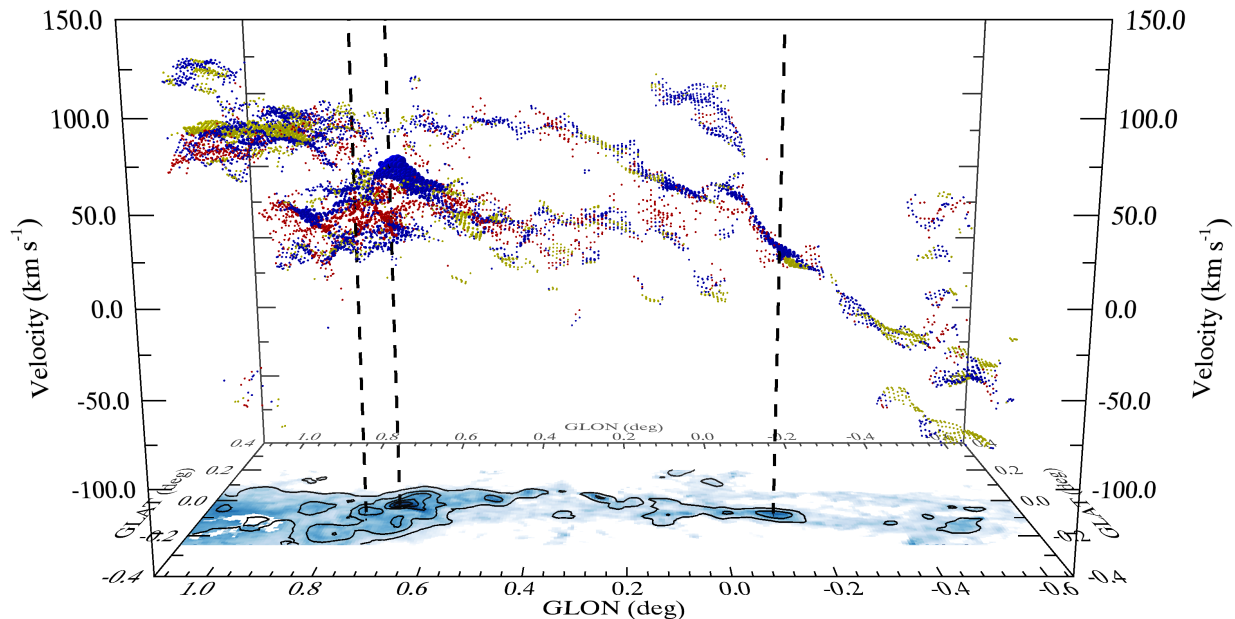 150.0 150.0
100.0 100.0
50.0 50.0
0.0 0.0
-50.0 -50.0
-100.0 -100.0
Velocity (km s⁻¹)
Velocity (km s⁻¹)
GLON (deg)
0.4 1.0 0.8 0.6 0.4 0.2 0.0 -0.2 -0.4 -0.6 0.4
0.2 0.2
0.0 0.0
-0.2 -0.2
-0.4 -0.4
GLAT (deg)
GLAT (deg)
1.0 0.8 0.6 0.4 0.2 0.0 -0.2 -0.4 -0.6
GLON (deg)